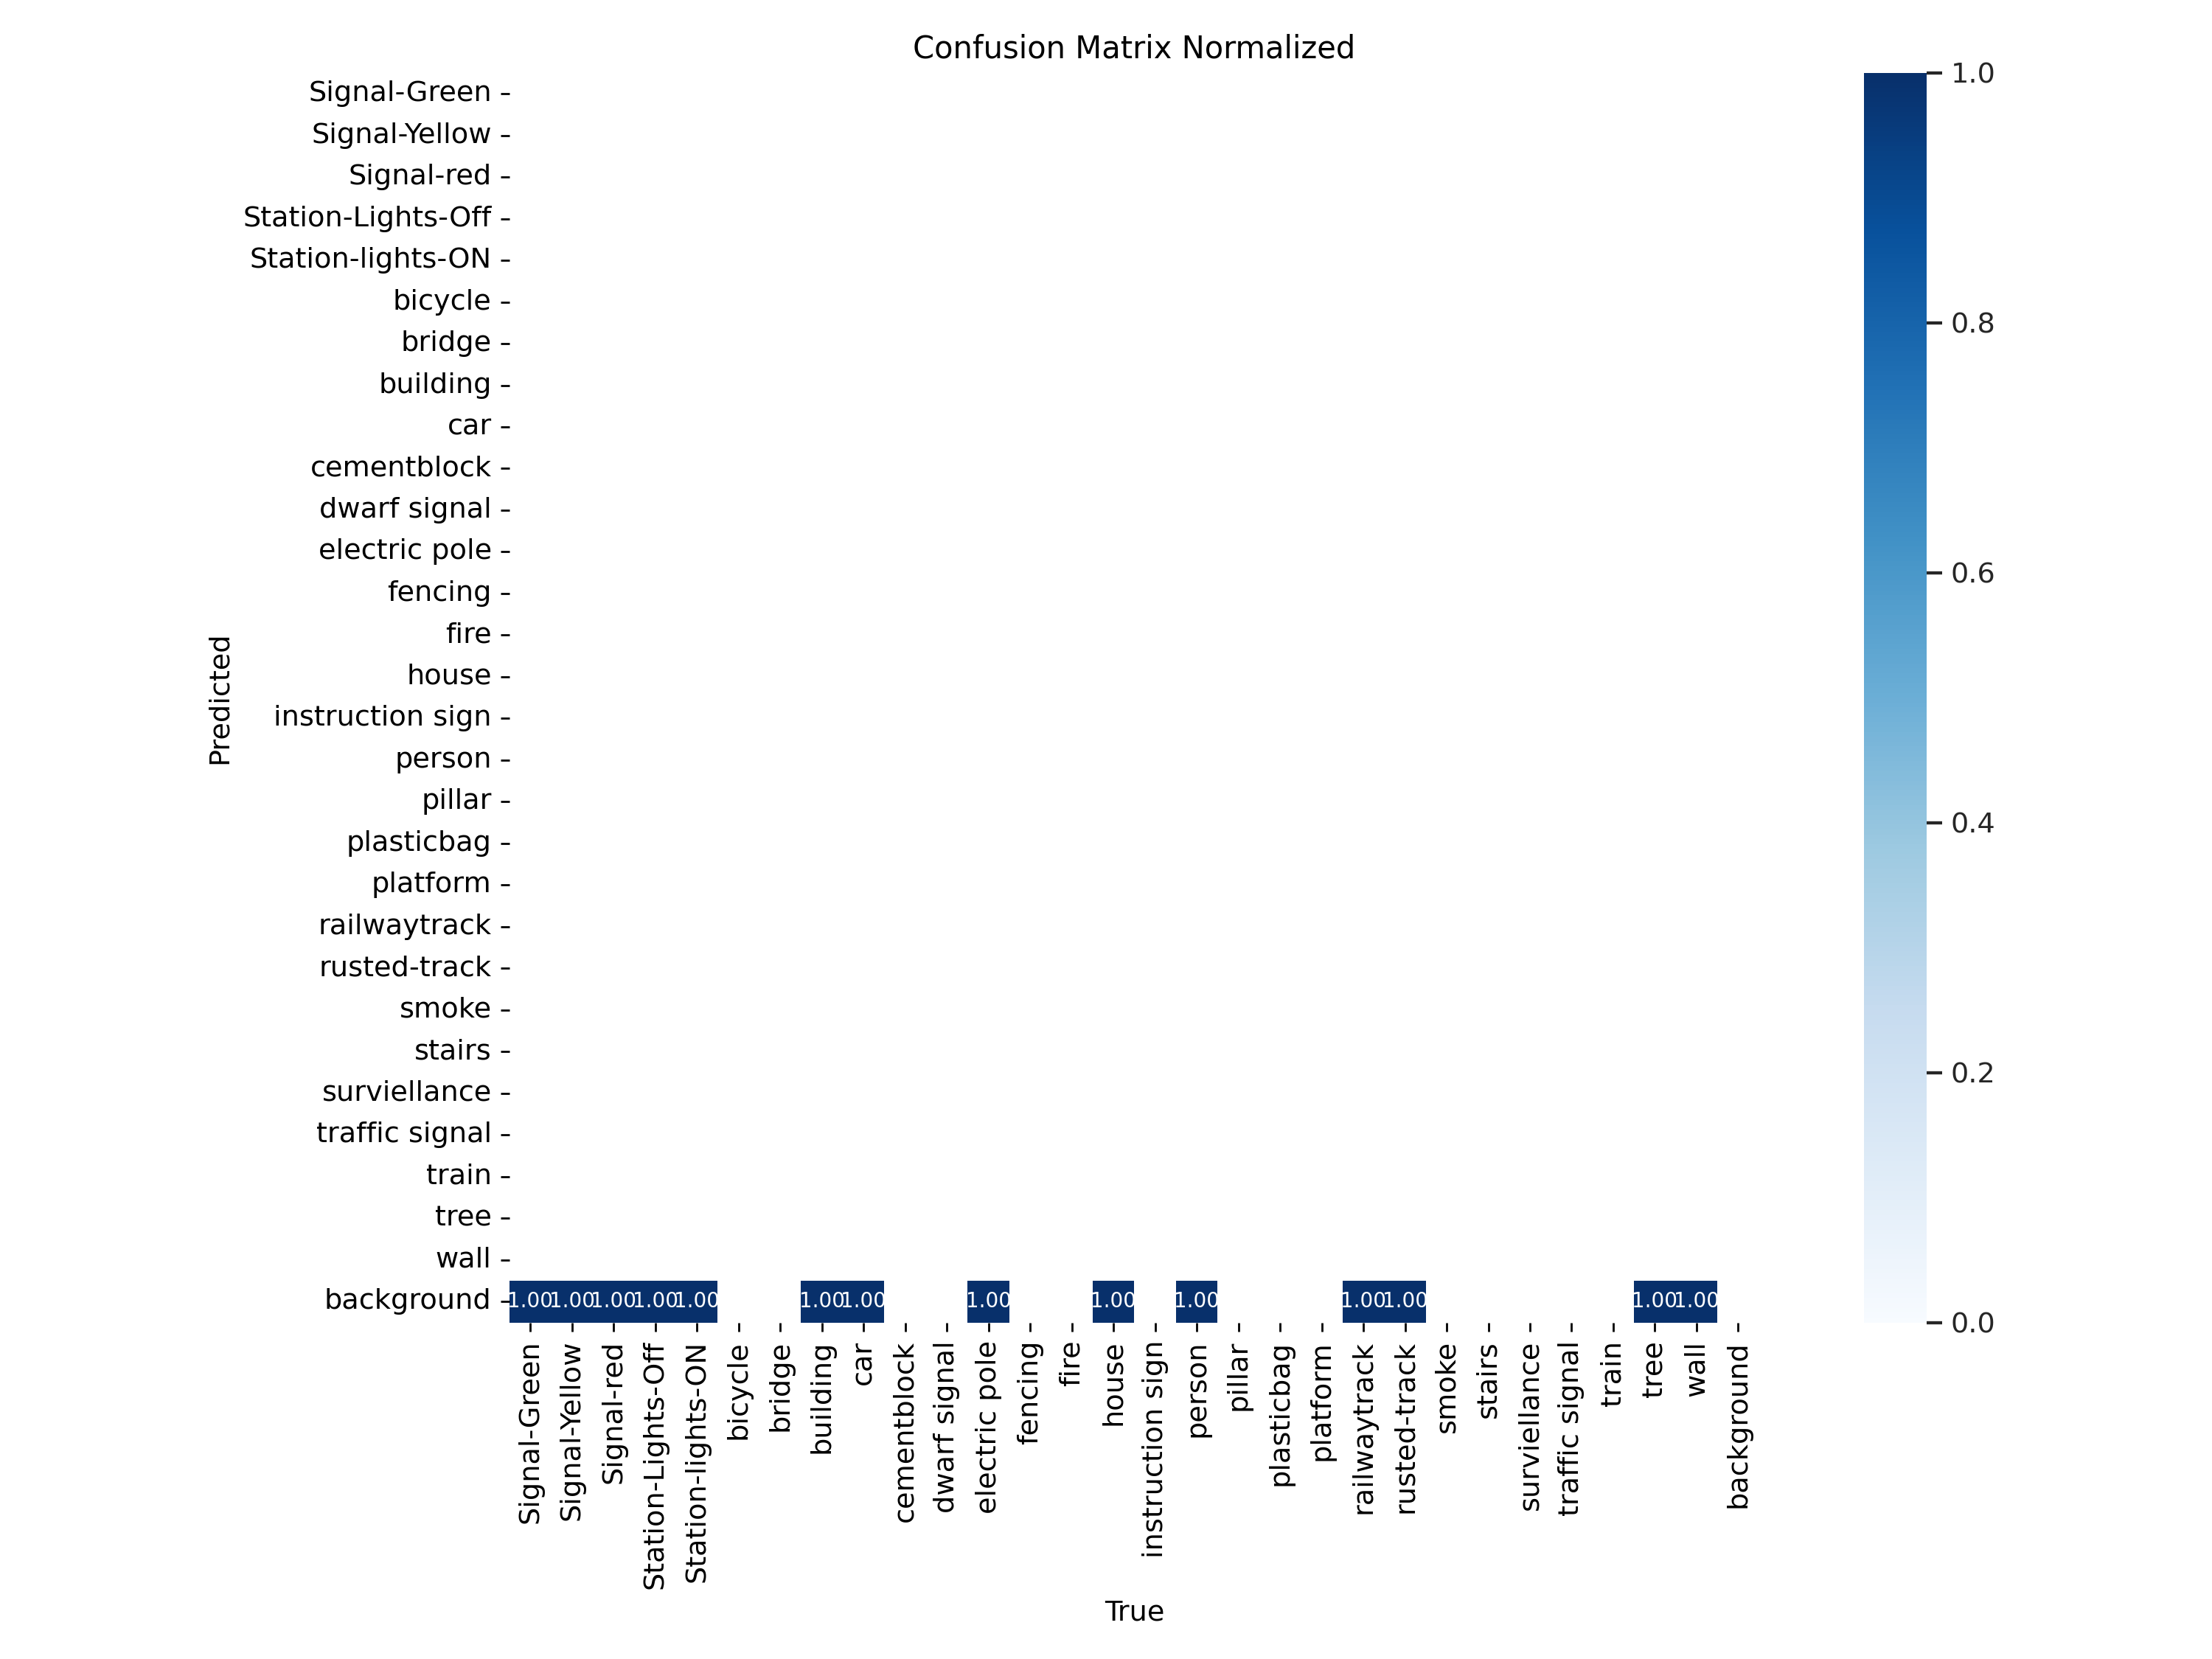 Confusion Matrix Normalized
Signal-Green
Signal-Yellow
Signal-red
Station-Lights-Off
Station-lights-ON
bicycle
bridge
building
car
cementblock
dwarf signal
electric pole
fencing
fire
house
instruction sign
person
pillar
plasticbag
platform
railwaytrack
rusted-track
smoke
stairs
surviellance
traffic signal
train
tree
wall
background
Predicted
1.00 1.00 1.00 1.00 1.00 1.00 1.00 1.00 1.00 1.00 1.00 1.00 1.00 1.00
Signal-Green
Signal-Yellow
Signal-red
Station-Lights-Off
Station-lights-ON
bicycle
bridge
building
car
cementblock
dwarf signal
electric pole
fencing
fire
house
instruction sign
person
pillar
plasticbag
platform
railwaytrack
rusted-track
smoke
stairs
surviellance
traffic signal
train
tree
wall
background
True
1.0
0.8
0.6
0.4
0.2
0.0